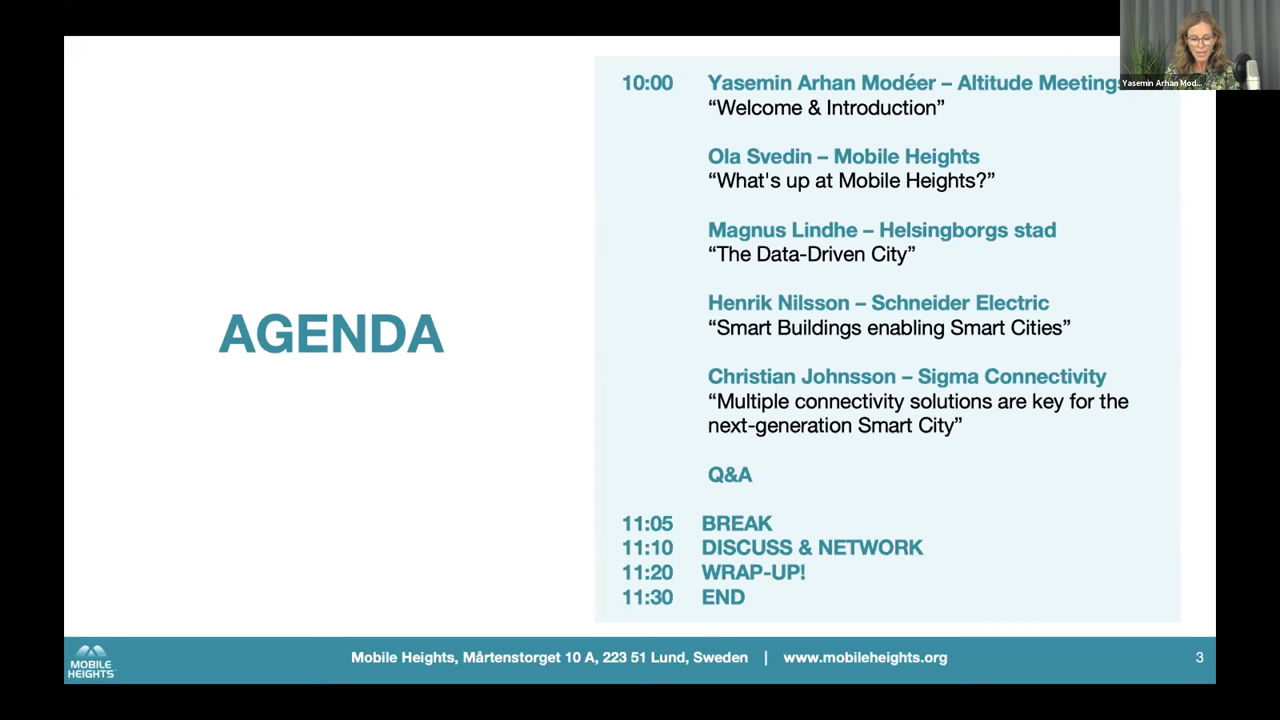 AGENDA
10:00 Yasemin Arhan Modéer – Altitude Meetings
“Welcome & Introduction”
Ola Svedin – Mobile Heights
“What's up at Mobile Heights?”
Magnus Lindhe – Helsingborgs stad
“The Data-Driven City”
Henrik Nilsson – Schneider Electric
“Smart Buildings enabling Smart Cities”
Christian Johnsson – Sigma Connectivity
“Multiple connectivity solutions are key for the
next-generation Smart City”
Q&A
11:05 BREAK
11:10 DISCUSS & NETWORK
11:20 WRAP-UP!
11:30 END
Yasemin Arhan Mod...
MOBILE
HEIGHTS
Mobile Heights, Mårtenstorget 10 A, 223 51 Lund, Sweden | www.mobileheights.org
3